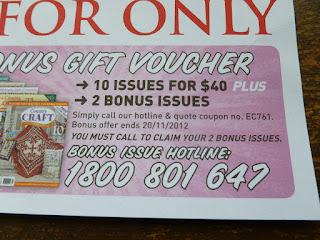 FOR ONLY
ONUS GIFT VOUCHER
→ 10 ISSUES FOR $40 PLUS
→ 2 BONUS ISSUES
Simply call our hotline & quote coupon no. EC761.
Bonus offer ends 20/11/2012
YOU MUST CALL TO CLAIM YOUR 2 BONUS ISSUES.
BONUS ISSUE HOTLINE:
1800 801 647
CRAFT